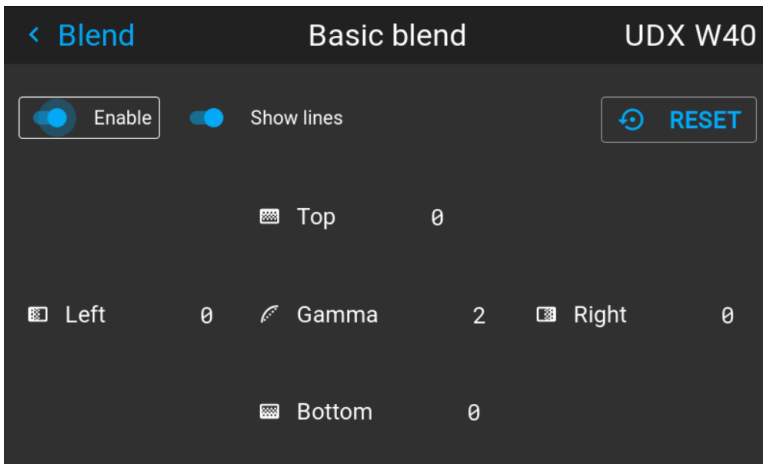 Blend Basic blend UDX W40
Enable Show lines RESET
Top 0
Left 0 Gamma 2 Right 0
Bottom 0